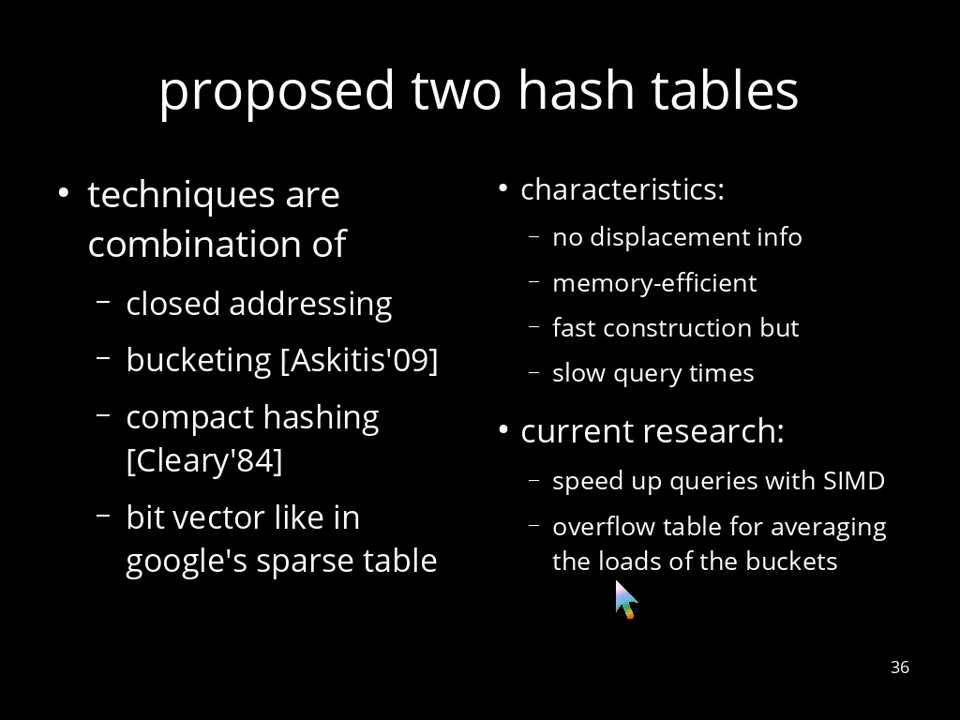 proposed two hash tables
• techniques are
combination of
– closed addressing
– bucketing [Askitis'09]
– compact hashing
[Cleary'84]
– bit vector like in
google's sparse table
• characteristics:
– no displacement info
– memory-efficient
– fast construction but
– slow query times
• current research:
– speed up queries with SIMD
– overflow table for averaging
the loads of the buckets
36